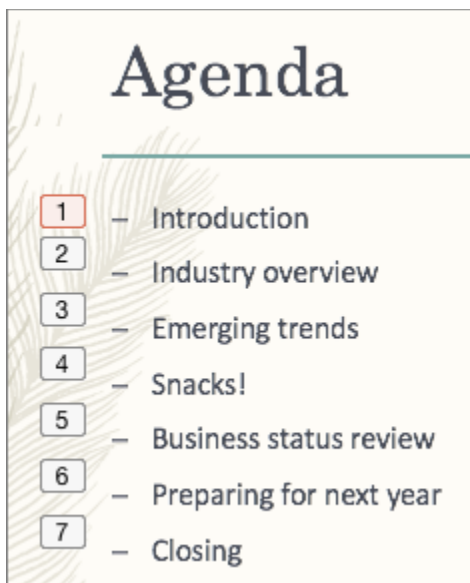 Agenda
1 – Introduction
2 – Industry overview
3 – Emerging trends
4 – Snacks!
5 – Business status review
6 – Preparing for next year
7 – Closing